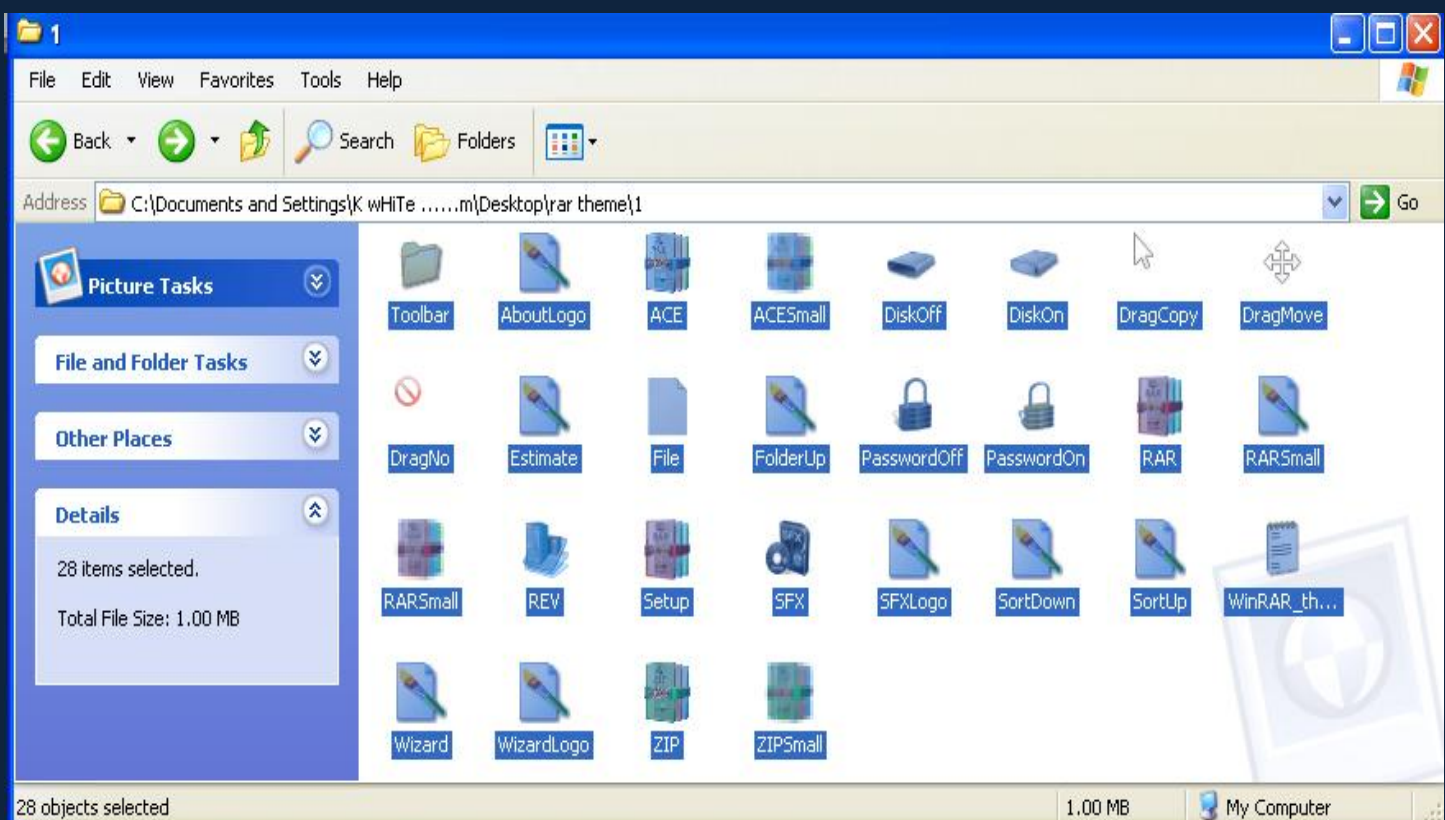 1
File Edit View Favorites Tools Help
Back Search Folders
Address C:\Documents and Settings\K wHiTe ......m\Desktop\rar theme\1 Go
Picture Tasks
File and Folder Tasks
Other Places
Details
28 items selected.
Total File Size: 1.00 MB
Toolbar AboutLogo ACE ACESmall DiskOff DiskOn DragCopy DragMove
DragNo Estimate File FolderUp PasswordOff PasswordOn RAR RARSmall
RARSmall REV Setup SFX SFXLogo SortDown SortUp WinRAR_th...
Wizard WizardLogo ZIP ZIPSmall
28 objects selected 1.00 MB My Computer